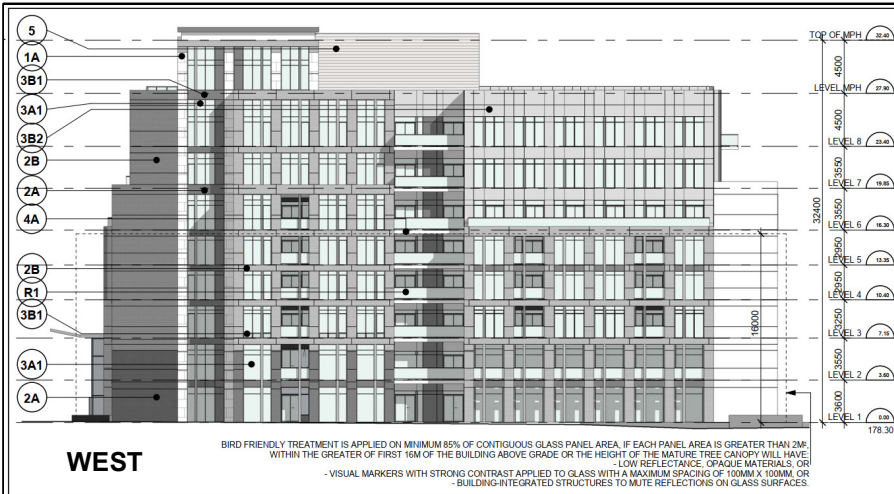 5
1A
3B1
3A1
3B2
2B
2A
4A
2B
R1
3B1
3A1
2A
TOP OF MPH 32.40
4500
LEVEL MPH 27.90
4500
LEVEL 8 23.40
3550
LEVEL 7 19.85
3550
LEVEL 6 16.30
2950
LEVEL 5 13.35
2950
LEVEL 4 10.40
3250
LEVEL 3 7.15
3550
LEVEL 2 3.60
3600
LEVEL 1 0.00
178.30
32400
16000
WEST
BIRD FRIENDLY TREATMENT IS APPLIED ON MINIMUM 85% OF CONTIGUOUS GLASS PANEL AREA, IF EACH PANEL AREA IS GREATER THAN 2M²,
WITHIN THE GREATER OF FIRST 16M OF THE BUILDING ABOVE GRADE OR THE HEIGHT OF THE MATURE TREE CANOPY WILL HAVE:
- LOW REFLECTANCE, OPAQUE MATERIALS, OR
- VISUAL MARKERS WITH STRONG CONTRAST APPLIED TO GLASS WITH A MAXIMUM SPACING OF 100MM X 100MM, OR
- BUILDING-INTEGRATED STRUCTURES TO MUTE REFLECTIONS ON GLASS SURFACES.